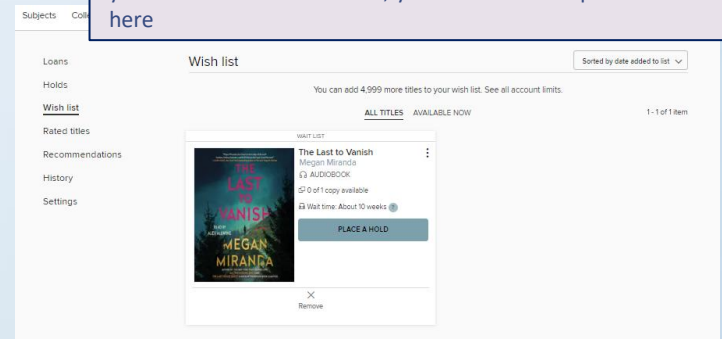 here
Subjects
Loans
Holds
Wish list
Rated titles
Recommendations
History
Settings
Wish list
Sorted by date added to list
You can add 4,999 more titles to your wish list. See all account limits.
ALL TITLES AVAILABLE NOW
1 - 1 of 1 item
WAIT LIST
THE
LAST
TO
VANISH
MEGAN
MIRANDA
The Last to Vanish
Megan Miranda
AUDIOBOOK
0 of 1 copy available
Wait time: About 10 weeks ?
PLACE A HOLD
Remove